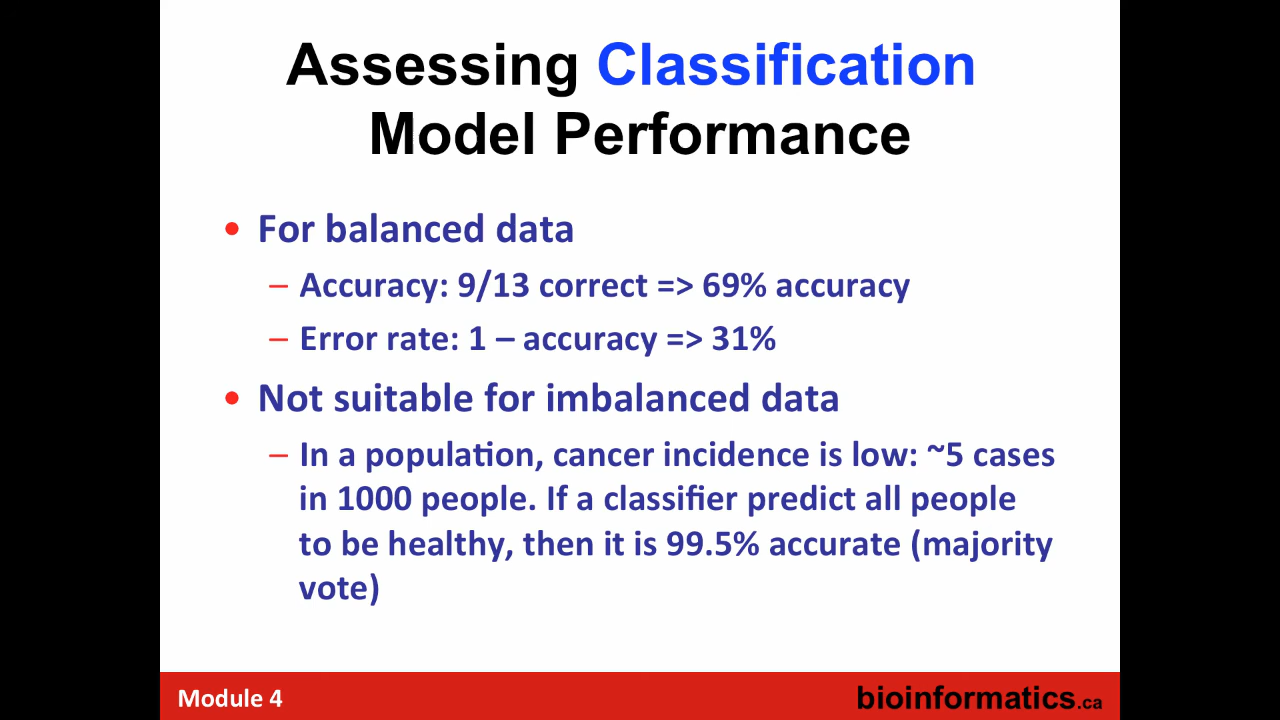 Assessing Classification
Model Performance
• For balanced data
– Accuracy: 9/13 correct => 69% accuracy
– Error rate: 1 – accuracy => 31%
• Not suitable for imbalanced data
– In a population, cancer incidence is low: ~5 cases
in 1000 people. If a classifier predict all people
to be healthy, then it is 99.5% accurate (majority
vote)
Module 4
bioinformatics.ca